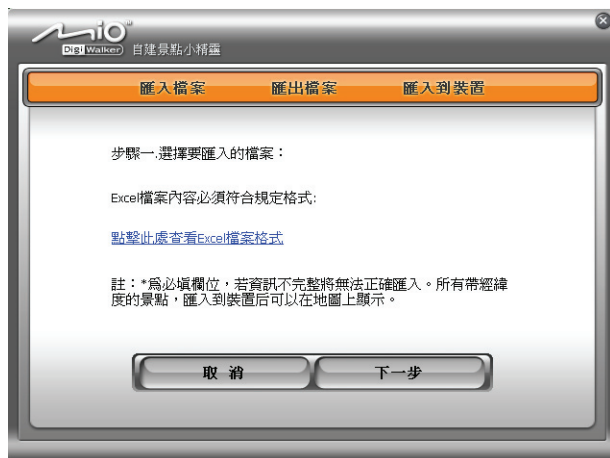 Mio
DigiWalker 自建景點小精靈
匯入檔案 匯出檔案 匯入到裝置
步驟一.選擇要匯入的檔案：
Excel檔案內容必須符合規定格式:
點擊此處查看Excel檔案格式
註：*為必填欄位，若資訊不完整將無法正確匯入。所有帶經緯
度的景點，匯入到裝置后可以在地圖上顯示。
取 消 下一步